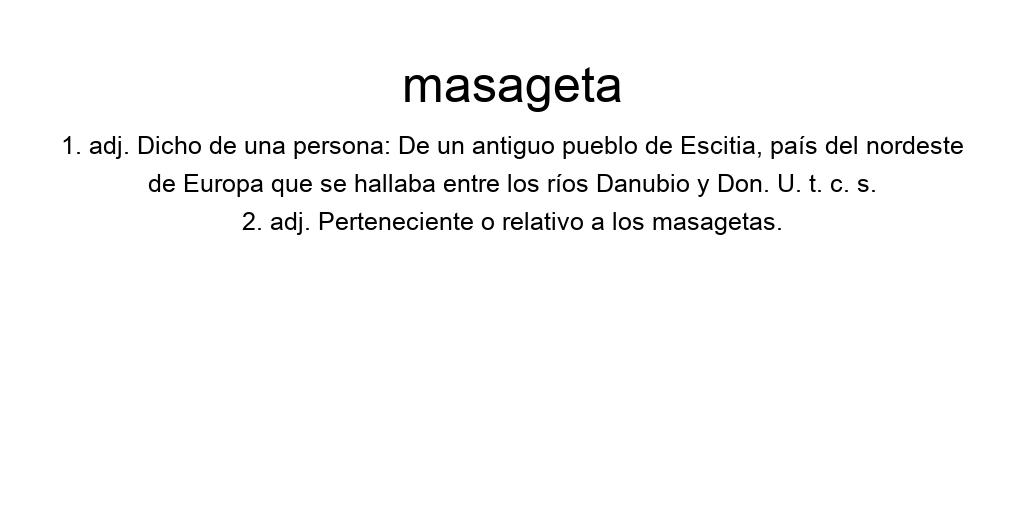 masageta
1. adj. Dicho de una persona: De un antiguo pueblo de Escitia, país del nordeste
de Europa que se hallaba entre los ríos Danubio y Don. U. t. c. s.
2. adj. Perteneciente o relativo a los masagetas.